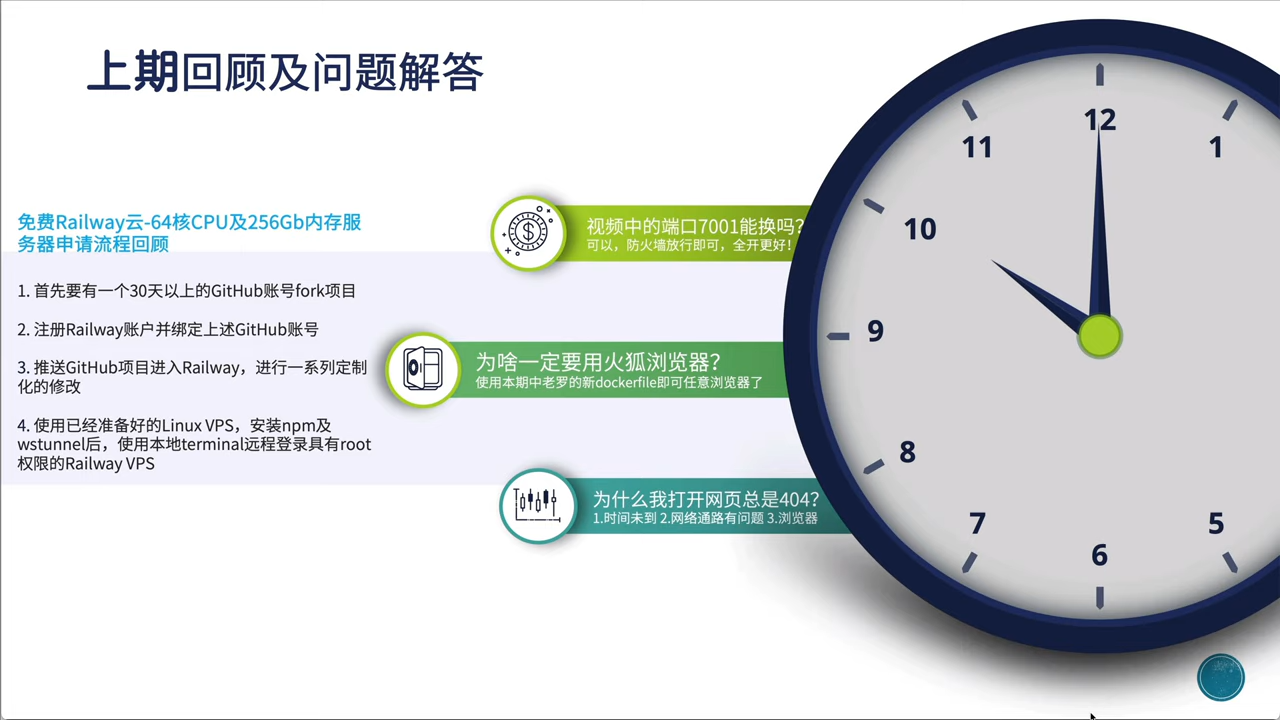 上期回顾及问题解答
免费Railway云-64核CPU及256Gb内存服
务器申请流程回顾
1. 首先要有一个30天以上的GitHub账号fork项目
2. 注册Railway账户并绑定上述GitHub账号
3. 推送GitHub项目进入Railway，进行一系列定制
化的修改
4. 使用已经准备好的Linux VPS，安装npm及
wstunnel后，使用本地terminal远程登录具有root
权限的Railway VPS
视频中的端口7001能换吗？
可以，防火墙放行即可，全开更好！
为啥一定要用火狐浏览器？
使用本期中老罗的新dockerfile即可任意浏览器了
为什么我打开网页总是404？
1.时间未到 2.网络通路有问题 3.浏览器
12
11
1
10
9
8
7
5
6